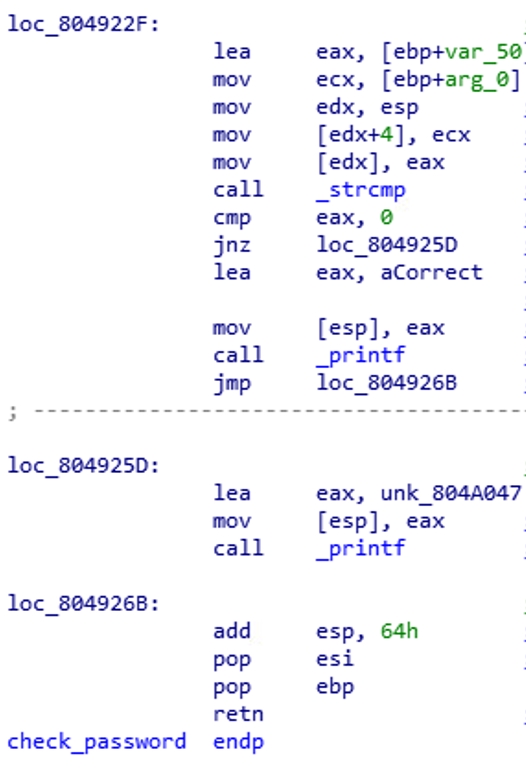 loc_804922F:
lea eax, [ebp+var_50]
mov ecx, [ebp+arg_0]
mov edx, esp
mov [edx+4], ecx
mov [edx], eax
call _strcmp
cmp eax, 0
jnz loc_804925D
lea eax, aCorrect
mov [esp], eax
call _printf
jmp loc_804926B
; ---------------------------------------
loc_804925D:
lea eax, unk_804A047
mov [esp], eax
call _printf
loc_804926B:
add esp, 64h
pop esi
pop ebp
retn
check_password endp